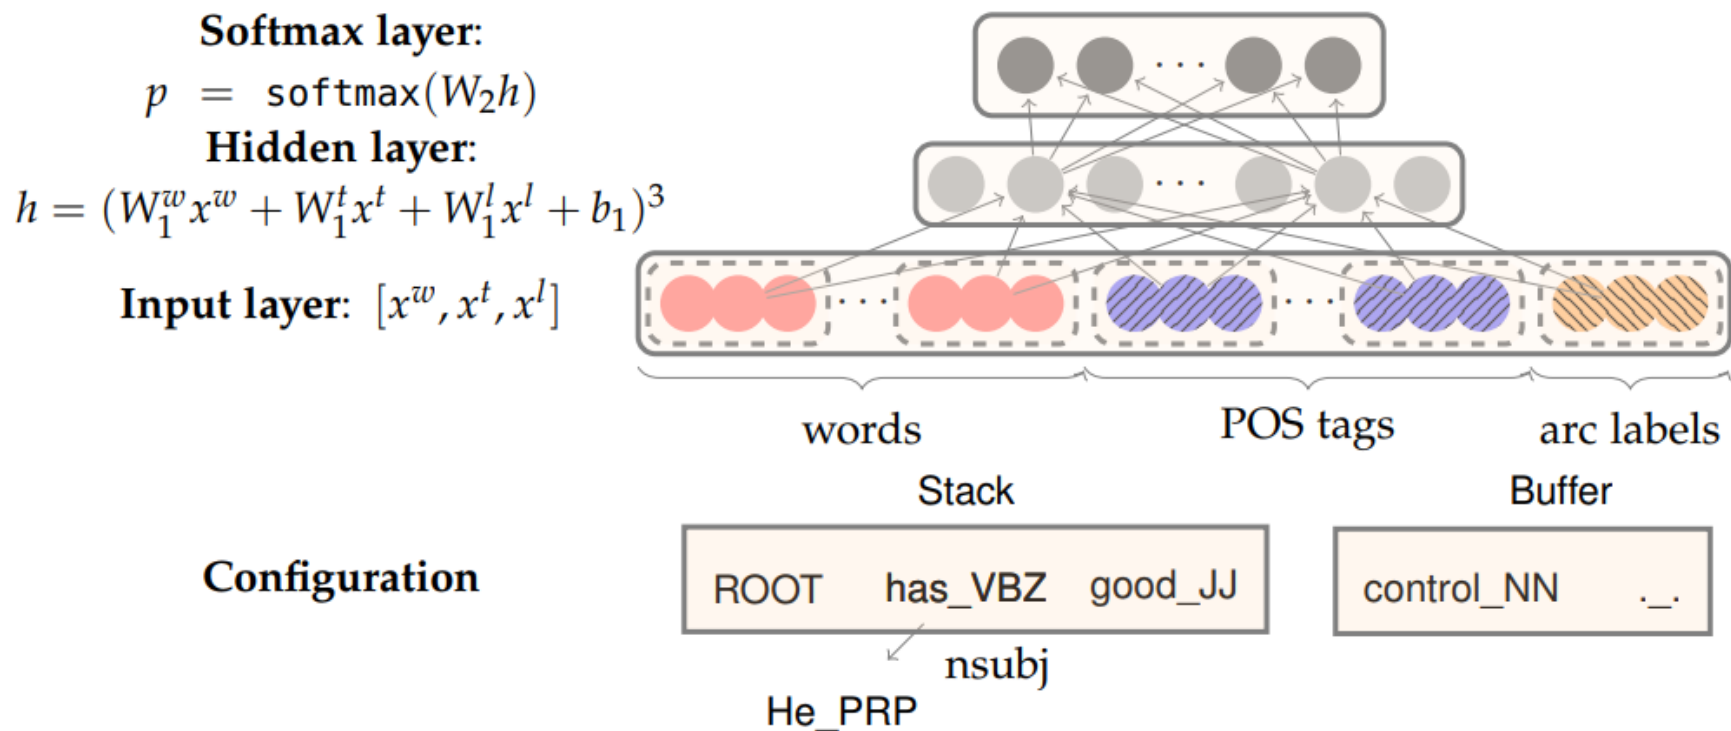 Softmax layer:
p = softmax(W₂h)
Hidden layer:
h = (W₁ʷxʷ + W₁ᵗxᵗ + W₁ˡxˡ + b₁)³
Input layer: [xʷ, xᵗ, xˡ]
· · ·
· · ·
· · · · · ·
words POS tags arc labels
Stack Buffer
Configuration ROOT has_VBZ good_JJ control_NN ._.
nsubj
He_PRP